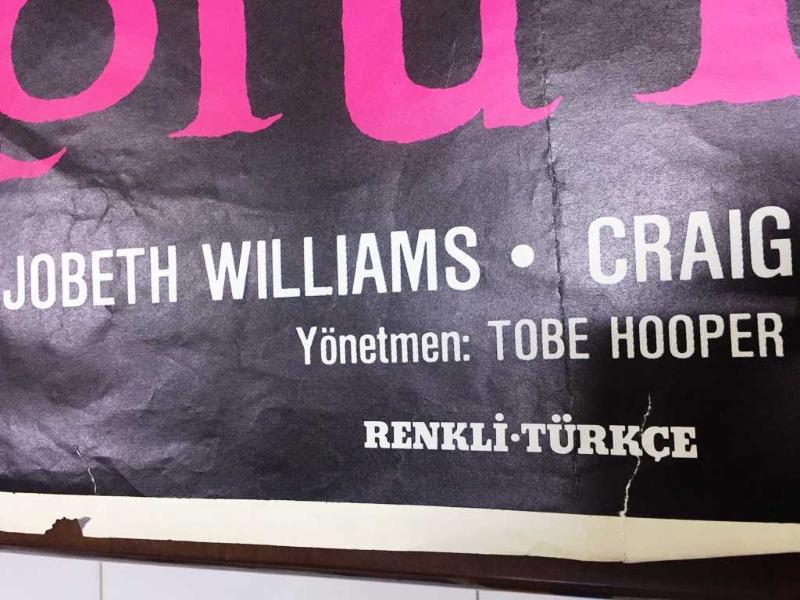 JOBETH WILLIAMS • CRAIG
Yönetmen: TOBE HOOPER
RENKLİ·TÜRKÇE